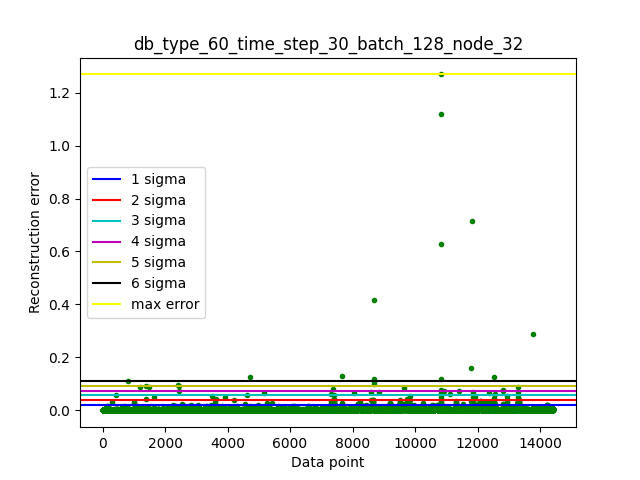 db_type_60_time_step_30_batch_128_node_32
Reconstruction error
1.2
1.0
0.8
0.6
0.4
0.2
0.0
1 sigma
2 sigma
3 sigma
4 sigma
5 sigma
6 sigma
max error
0 2000 4000 6000 8000 10000 12000 14000
Data point